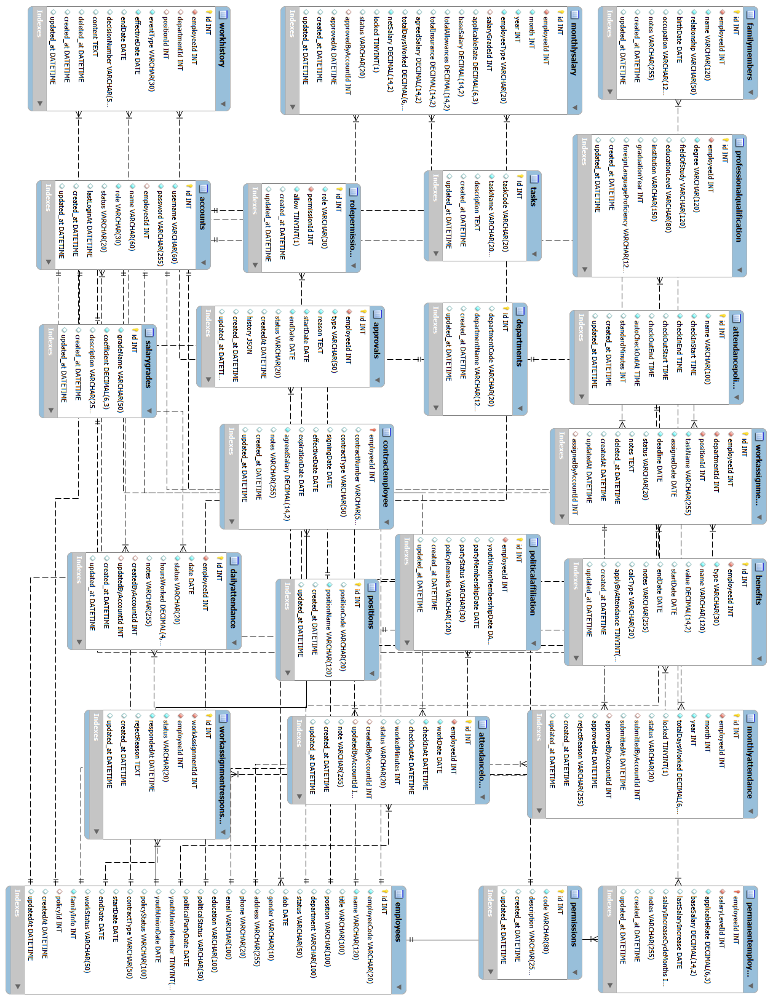 familymembers
id INT
employeeId INT
name VARCHAR(120)
relationship VARCHAR(50)
birthDate DATE
occupation VARCHAR(12...
notes VARCHAR(255)
created_at DATETIME
updated_at DATETIME
Indexes
professionalqualification
id INT
employeeId INT
degree VARCHAR(120)
fieldOfStudy VARCHAR(120)
educationLevel VARCHAR(80)
institution VARCHAR(150)
graduationYear INT
foreignLanguageProficiency VARCHAR(12...
created_at DATETIME
updated_at DATETIME
Indexes
attendancepoli...
id INT
name VARCHAR(100)
checkInStart TIME
checkInEnd TIME
checkOutStart TIME
checkOutEnd TIME
autoCheckOutAt TIME
standardMinutes INT
created_at DATETIME
updated_at DATETIME
Indexes
workassignme...
id INT
employeeId INT
departmentId INT
positionId INT
taskName VARCHAR(255)
assignedDate DATE
deadline DATE
status VARCHAR(20)
notes TEXT
deleted_at DATETIME
createdAt DATETIME
updatedAt DATETIME
assignedByAccountId INT
Indexes
benefits
id INT
employeeId INT
type VARCHAR(30)
name VARCHAR(120)
value DECIMAL(14,2)
startDate DATE
endDate DATE
notes VARCHAR(255)
calcType VARCHAR(20)
applyByAttendance TINYINT(...
created_at DATETIME
updated_at DATETIME
Indexes
monthlyattendance
id INT
employeeId INT
month INT
year INT
totalDaysWorked DECIMAL(6,...
locked TINYINT(1)
status VARCHAR(20)
submittedByAccountId INT
submittedAt DATETIME
approvedByAccountId INT
approvedAt DATETIME
rejectReason VARCHAR(255)
created_at DATETIME
updated_at DATETIME
Indexes
permanentemploy...
employeeId INT
salaryLevelId INT
applicableRate DECIMAL(6,3)
baseSalary DECIMAL(14,2)
lastSalaryIncrease DATE
salaryIncreaseCycleMonths I...
notes VARCHAR(255)
created_at DATETIME
updated_at DATETIME
Indexes
monthlysalary
id INT
employeeId INT
month INT
year INT
employeeType VARCHAR(20)
salaryGradeId INT
applicableRate DECIMAL(6,3)
baseSalary DECIMAL(14,2)
totalAllowances DECIMAL(14,2)
totalInsurance DECIMAL(14,2)
agreedSalary DECIMAL(14,2)
totalDaysWorked DECIMAL(6,...
netSalary DECIMAL(14,2)
locked TINYINT(1)
status VARCHAR(20)
approvedByAccountId INT
approvedAt DATETIME
created_at DATETIME
updated_at DATETIME
Indexes
tasks
id INT
taskCode VARCHAR(20)
taskName VARCHAR(20...
description TEXT
created_at DATETIME
updated_at DATETIME
Indexes
departments
id INT
departmentCode VARCHAR(20)
departmentName VARCHAR(12...
created_at DATETIME
updated_at DATETIME
Indexes
politicalaffiliation
id INT
employeeId INT
youthUnionMembershipDate DA...
partyMembershipDate DATE
partyStatus VARCHAR(30)
policyRemarks VARCHAR(120)
created_at DATETIME
updated_at DATETIME
Indexes
attendancelo...
id INT
employeeId INT
workDate DATE
checkInAt DATETIME
checkOutAt DATETIME
workedMinutes INT
status VARCHAR(20)
createdByAccountId INT
updatedByAccountId I...
note VARCHAR(255)
created_at DATETIME
updated_at DATETIME
Indexes
permissions
id INT
code VARCHAR(80)
description VARCHAR(25...
created_at DATETIME
updated_at DATETIME
Indexes
rolepermissio...
id INT
role VARCHAR(30)
permissionId INT
allow TINYINT(1)
created_at DATETIME
updated_at DATETIME
Indexes
approvals
id INT
employeeId INT
type VARCHAR(50)
reason TEXT
startDate DATE
endDate DATE
status VARCHAR(20)
createdAt DATETIME
history JSON
created_at DATETIME
updated_at DATETI...
Indexes
contractemployee
employeeId INT
contractNumber VARCHAR(5...
contractType VARCHAR(50)
signingDate DATE
effectiveDate DATE
expirationDate DATE
agreedSalary DECIMAL(14,2)
notes VARCHAR(255)
created_at DATETIME
updated_at DATETIME
Indexes
positions
id INT
positionCode VARCHAR(20)
positionName VARCHAR(120)
created_at DATETIME
updated_at DATETIME
Indexes
employees
id INT
employeeCode VARCHAR(20)
name VARCHAR(120)
title VARCHAR(100)
position VARCHAR(100)
department VARCHAR(100)
status VARCHAR(50)
dob DATE
gender VARCHAR(10)
address VARCHAR(255)
phone VARCHAR(20)
email VARCHAR(100)
education VARCHAR(100)
politicalStatus VARCHAR(50)
politicalPartyDate DATE
youthUnionMember TINYINT(...
youthUnionDate DATE
policyStatus VARCHAR(100)
contractType VARCHAR(50)
startDate DATE
endDate DATE
workStatus VARCHAR(50)
familyInfo INT
policyId INT
createdAt DATETIME
updatedAt DATETIME
Indexes
workhistory
id INT
employeeId INT
departmentId INT
positionId INT
eventType VARCHAR(30)
effectiveDate DATE
endDate DATE
decisionNumber VARCHAR(5...
content TEXT
deleted_at DATETIME
created_at DATETIME
updated_at DATETIME
Indexes
accounts
id INT
username VARCHAR(60)
password VARCHAR(255)
employeeId INT
name VARCHAR(60)
role VARCHAR(30)
status VARCHAR(20)
lastLoginAt DATETIME
created_at DATETIME
updated_at DATETIME
Indexes
salarygrades
id INT
gradeName VARCHAR(50)
coefficient DECIMAL(6,3)
description VARCHAR(25...
created_at DATETIME
updated_at DATETIME
Indexes
dailyattendance
id INT
employeeId INT
date DATE
status VARCHAR(20)
hoursWorked DECIMAL(4,...
notes VARCHAR(255)
createdByAccountId INT
updatedByAccountId INT
created_at DATETIME
updated_at DATETIME
Indexes
workassignmentrespons...
id INT
workAssignmentId INT
employeeId INT
status VARCHAR(20)
respondedAt DATETIME
rejectReason TEXT
created_at DATETIME
updated_at DATETIME
Indexes